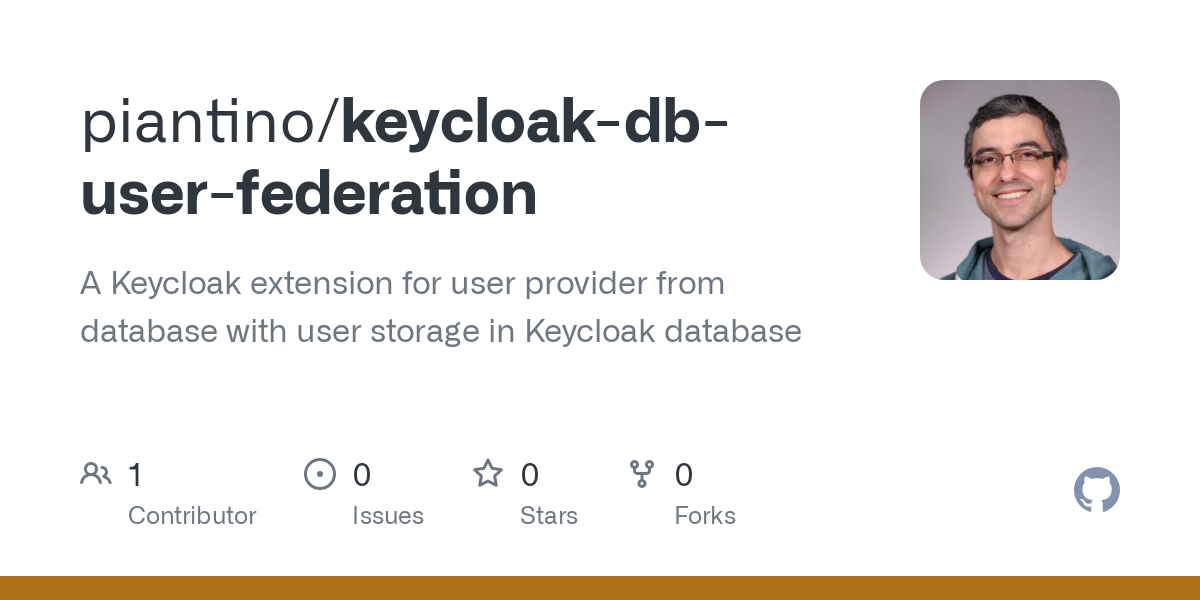 piantino/keycloak-db-
user-federation
A Keycloak extension for user provider from
database with user storage in Keycloak database
1 0 0 0
Contributor Issues Stars Forks